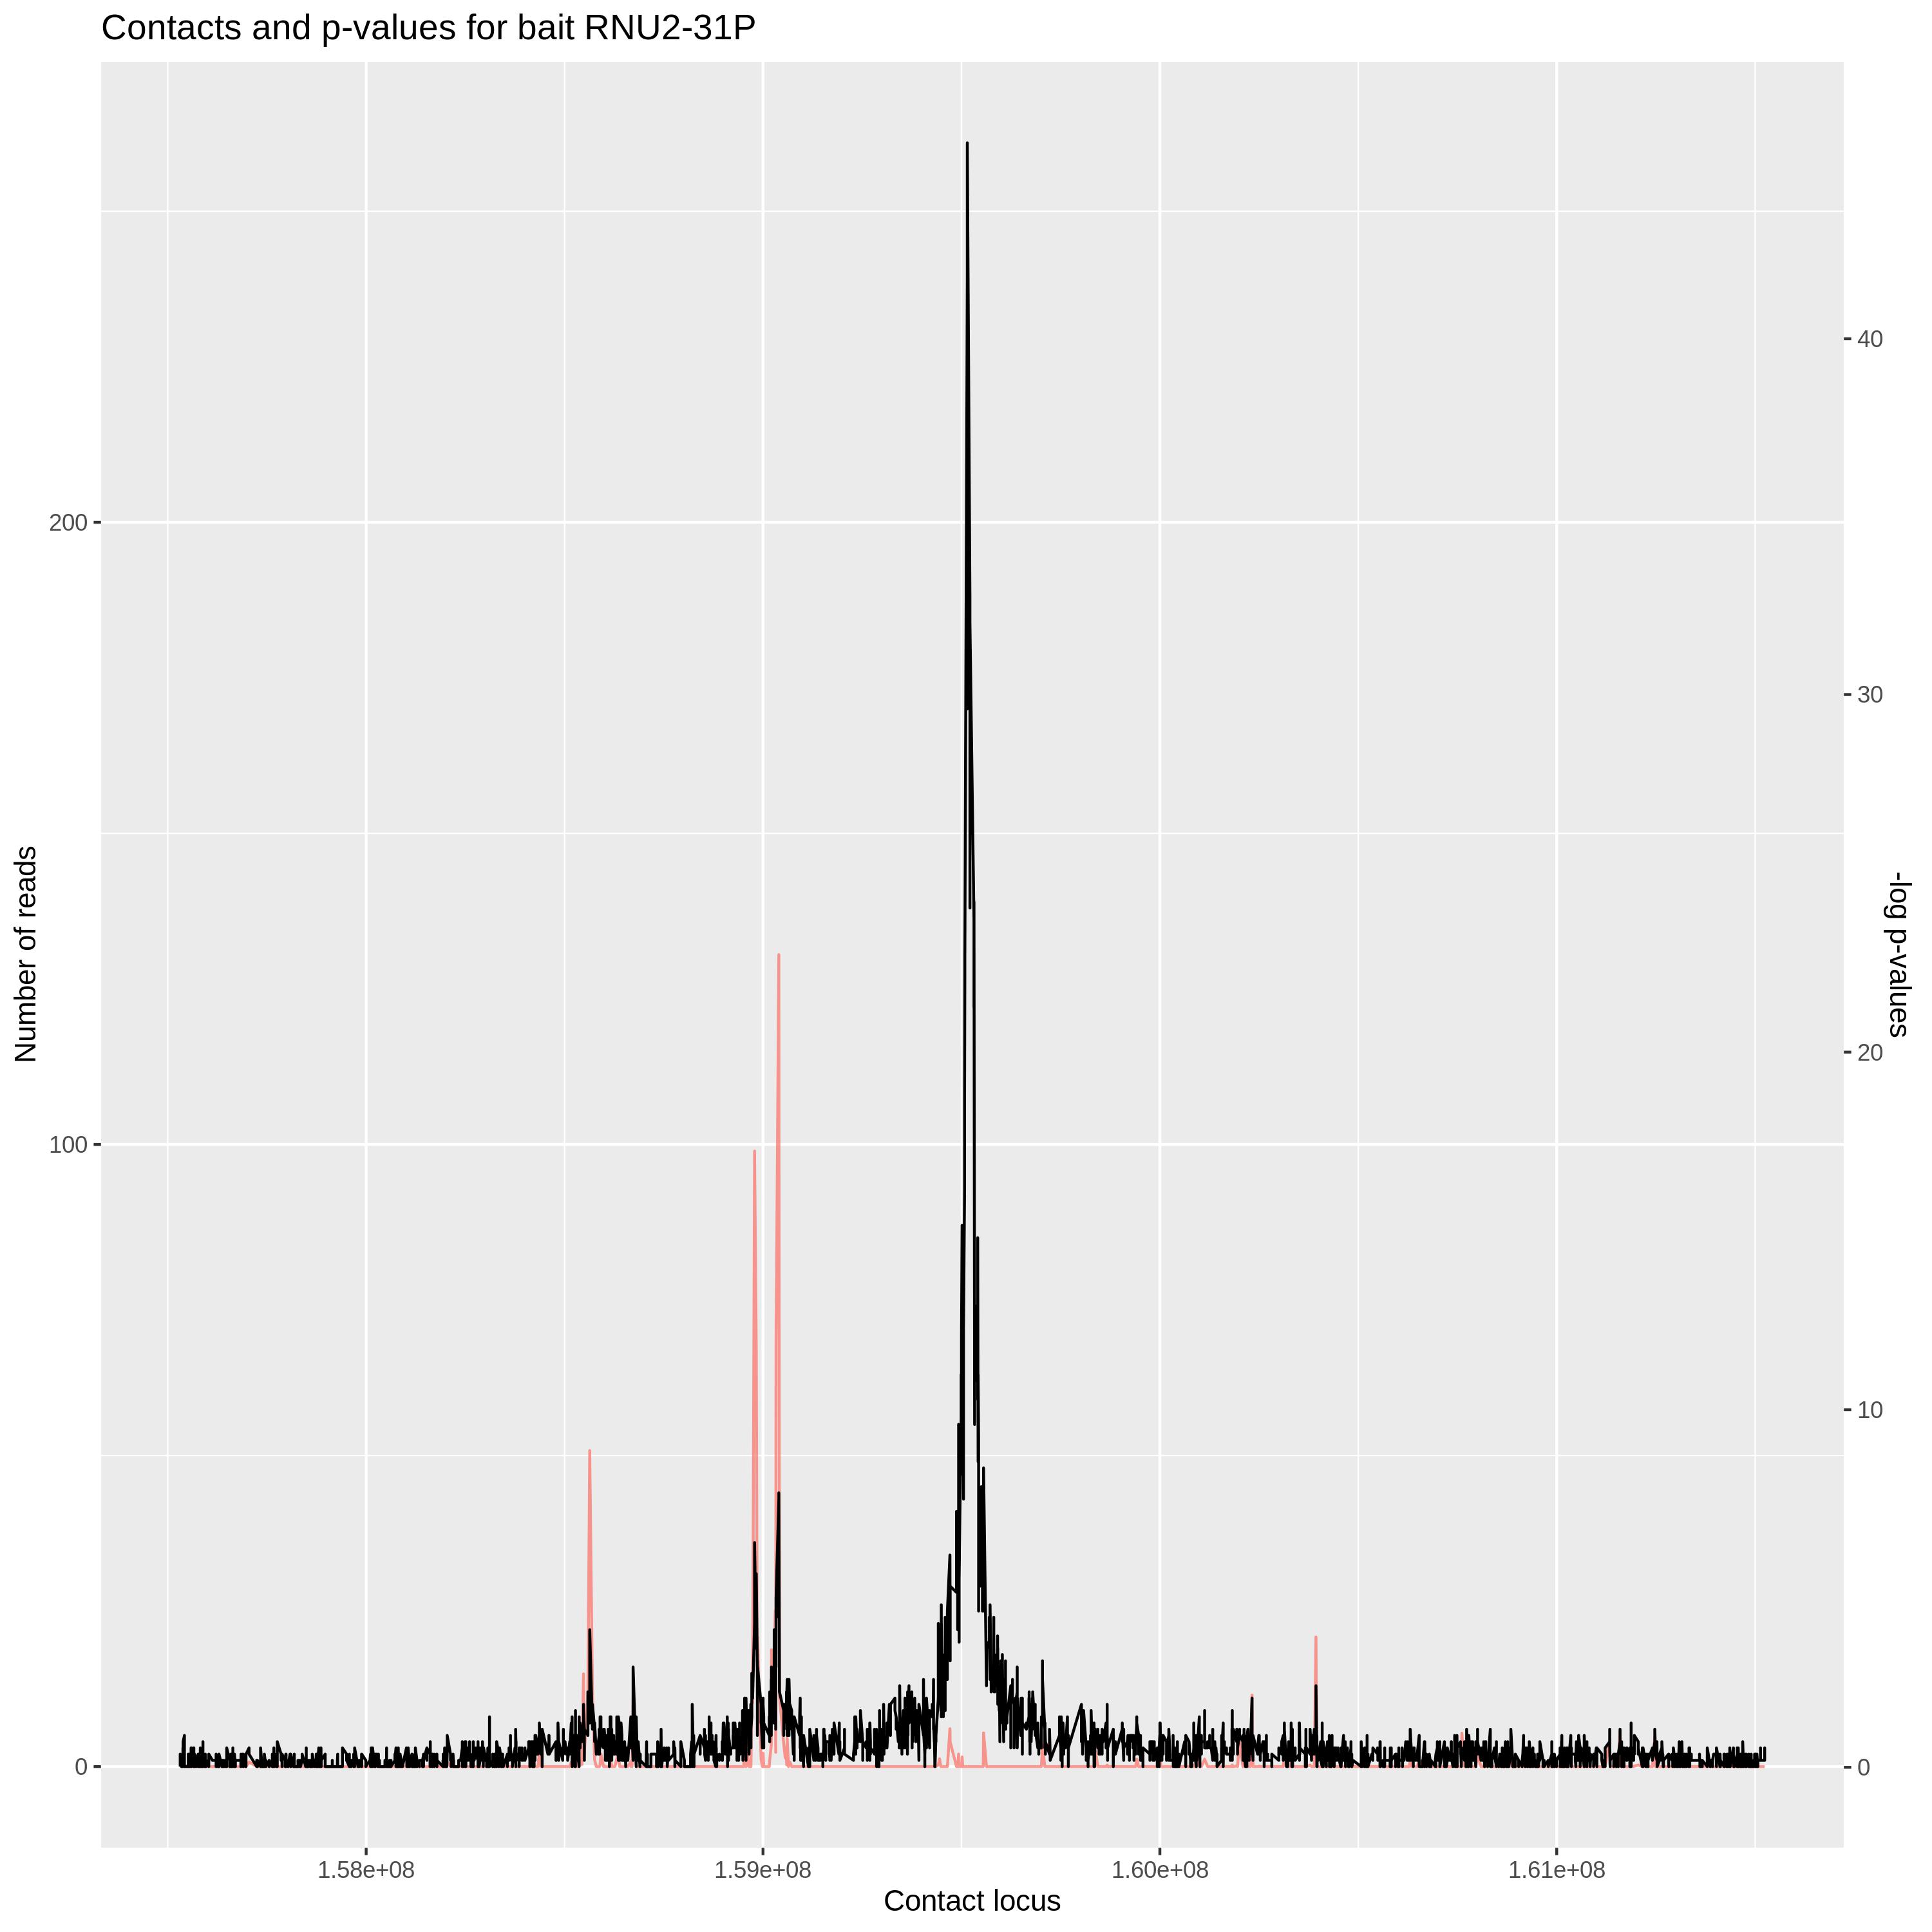 Contacts and p-values for bait RNU2-31P
Number of reads
200
100
0
40
30
20
10
0
-log p-values
1.58e+08
1.59e+08
1.60e+08
1.61e+08
Contact locus